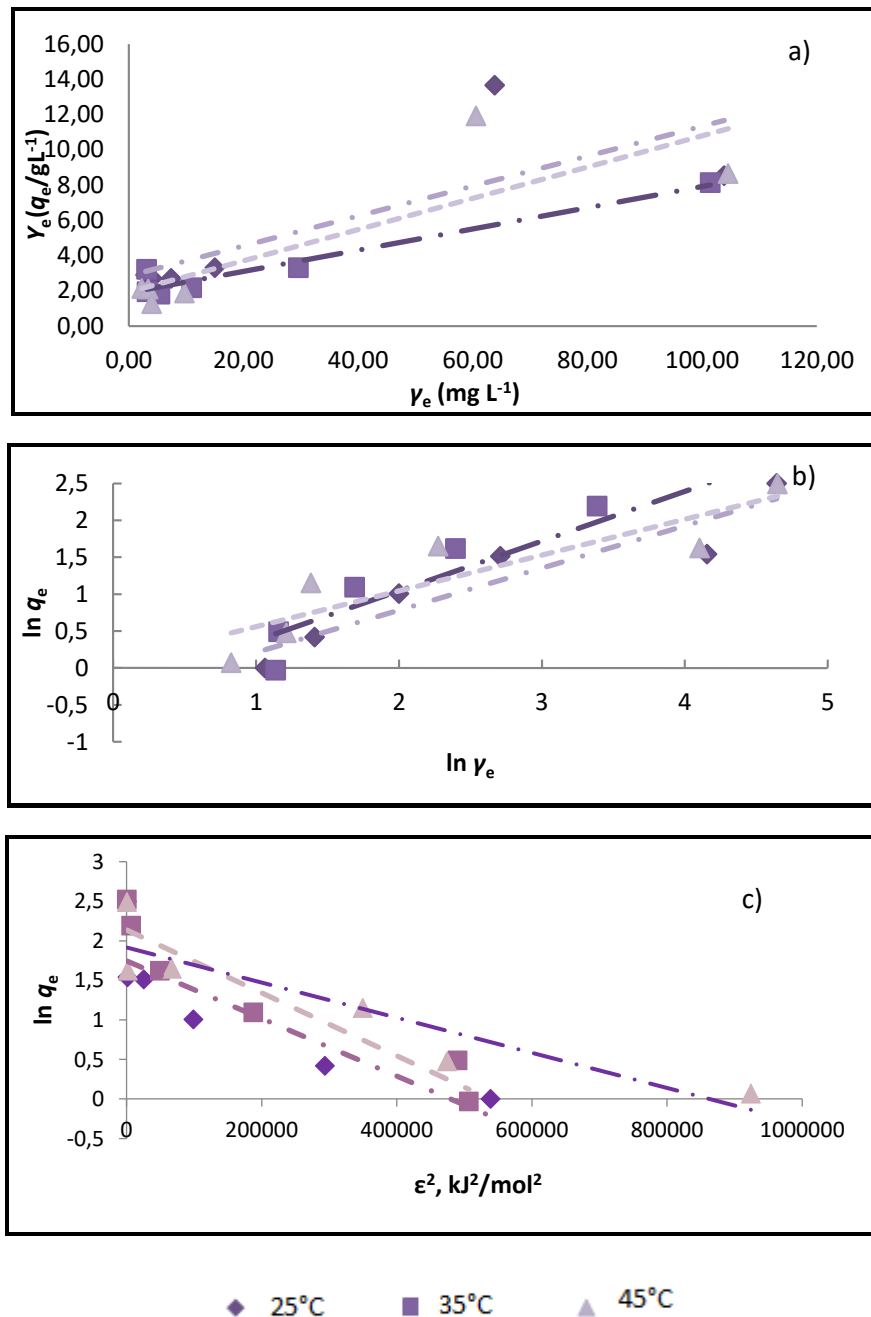 a)
16,00
14,00
12,00
10,00
8,00
6,00
4,00
2,00
0,00
Yₑ(qₑ/gL⁻¹)
0,00 20,00 40,00 60,00 80,00 100,00 120,00
γₑ (mg L⁻¹)
b)
2,5
2
1,5
1
0,5
0
-0,5
-1
ln qₑ
0 1 2 3 4 5
ln γₑ
c)
3
2,5
2
1,5
1
0,5
0
-0,5
ln qₑ
0 200000 400000 600000 800000 1000000
ε², kJ²/mol²
25°C 35°C 45°C